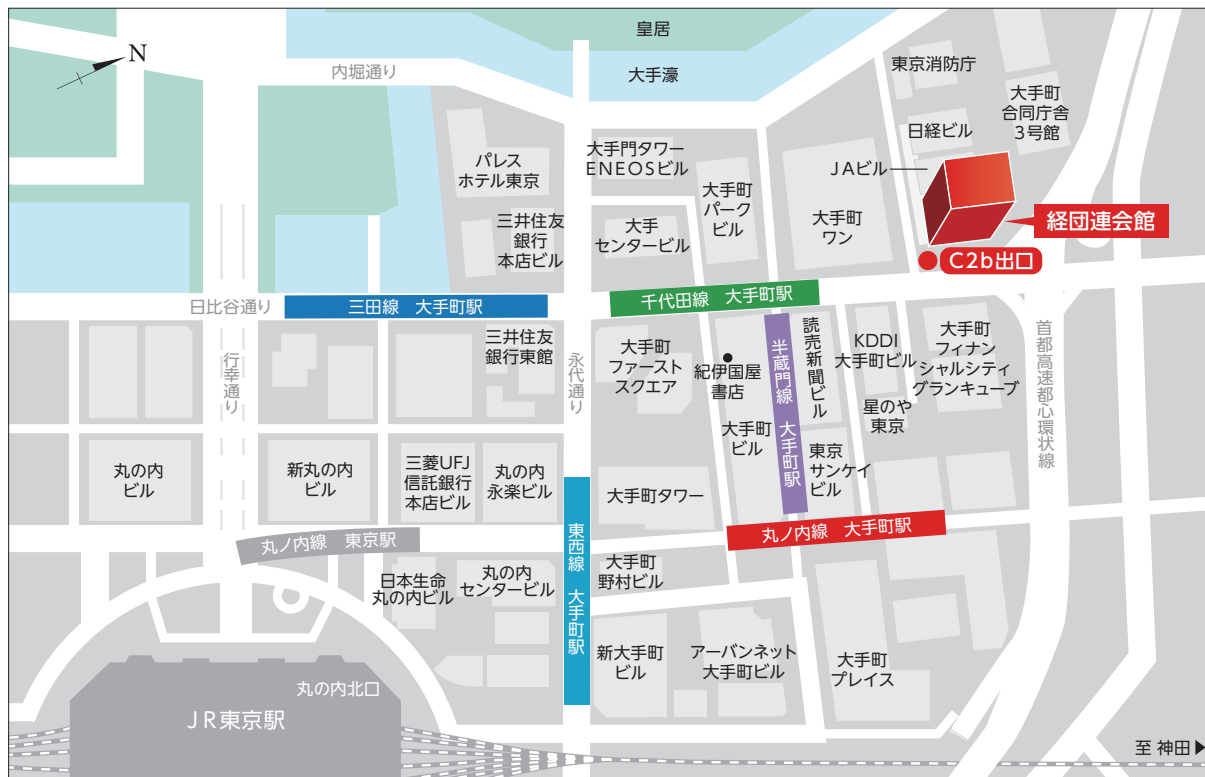 皇居
大手濠
内堀通り
N
東京消防庁
大手町
合同庁舎
3号館
日経ビル
JAビル
経団連会館
C2b出口
パレス
ホテル東京
大手門タワー
ENEOSビル
大手町
パーク
ビル
大手町
ワン
三井住友
銀行
本店ビル
大手
センタービル
日比谷通り
三田線 大手町駅
千代田線 大手町駅
行幸通り
三井住友
銀行東館
永代通り
大手町
ファースト
スクエア
紀伊国屋
書店
大手町
ビル
半蔵門線 大手町駅
読売新聞ビル
KDDI
大手町ビル
星のや
東京
大手町
フィナン
シャルシティ
グランキューブ
首都高速都心環状線
丸の内
ビル
新丸の内
ビル
三菱UFJ
信託銀行
本店ビル
丸の内
永楽ビル
大手町タワー
東京
サンケイ
ビル
丸ノ内線 東京駅
東西線 大手町駅
丸ノ内線 大手町駅
日本生命
丸の内ビル
丸の内
センタービル
大手町
野村ビル
新大手町
ビル
アーバンネット
大手町ビル
大手町
プレイス
丸の内北口
JR東京駅
至 神田▶